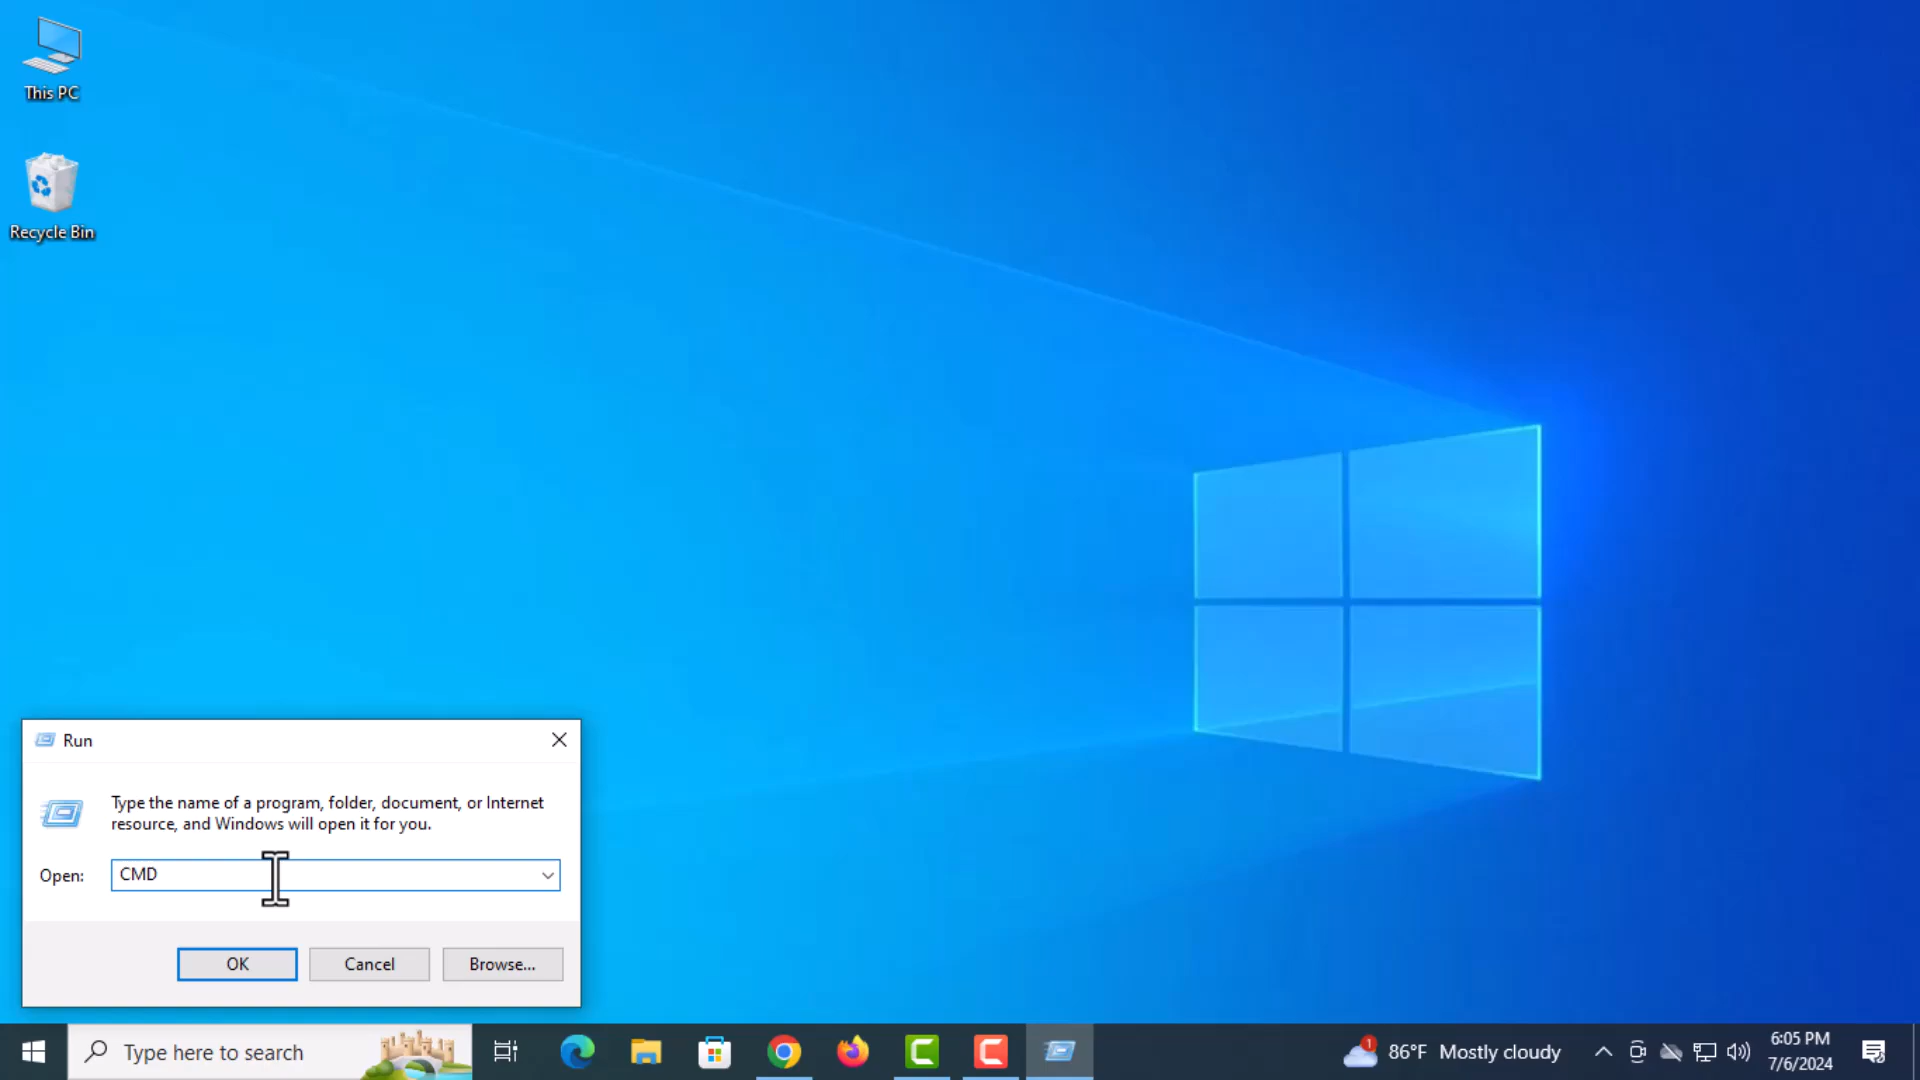 This PC
Recycle Bin
Run
Type the name of a program, folder, document, or Internet
resource, and Windows will open it for you.
Open:
CMD
OK
Cancel
Browse...
Type here to search
1
86°F Mostly cloudy
6:05 PM
7/6/2024